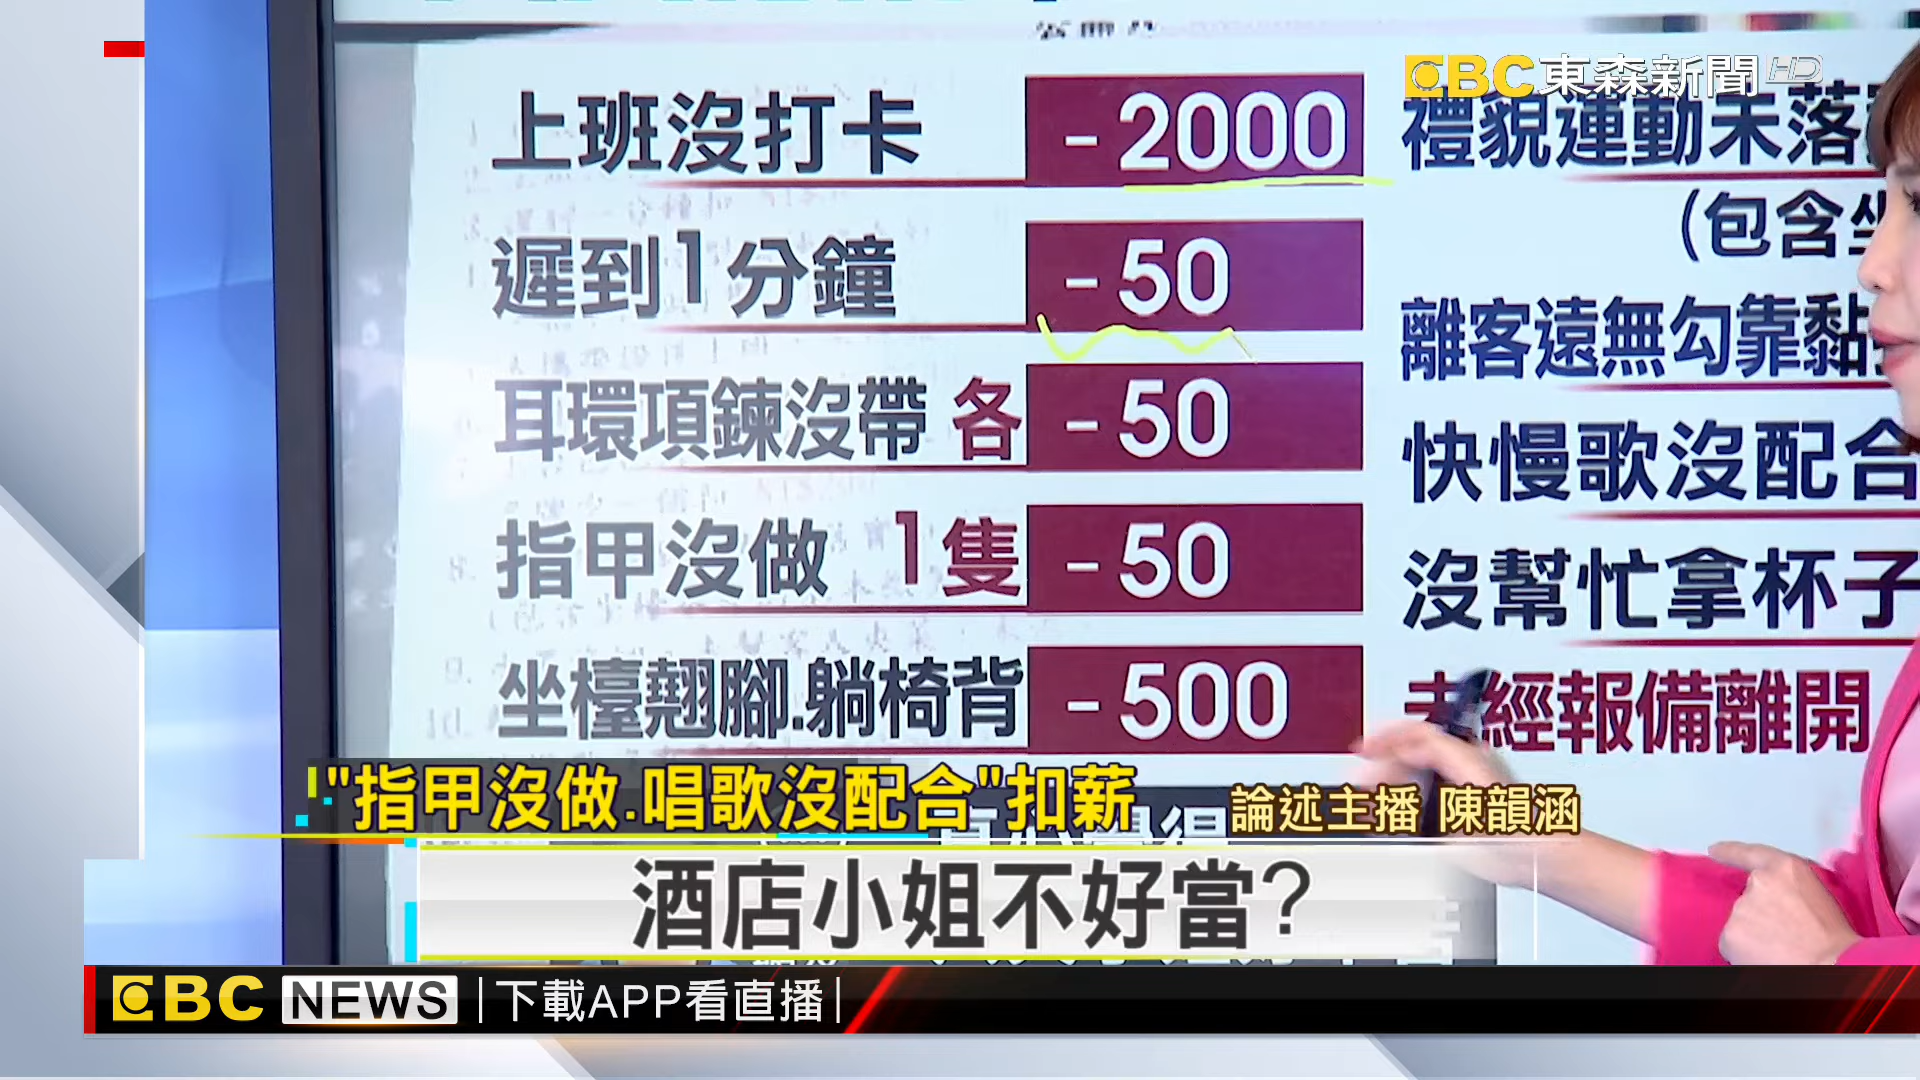 EBC東森新聞HD
上班沒打卡 -2000
遲到1分鐘 -50
耳環項鍊沒帶 各 -50
指甲沒做 1隻 -50
坐檯翹腳.躺椅背 -500
禮貌運動未落
(包含坐
離客遠無勾靠黏
快慢歌沒配合
沒幫忙拿杯子
未經報備離開
"指甲沒做.唱歌沒配合"扣薪
論述主播 陳韻涵
酒店小姐不好當?
EBC NEWS 下載APP看直播